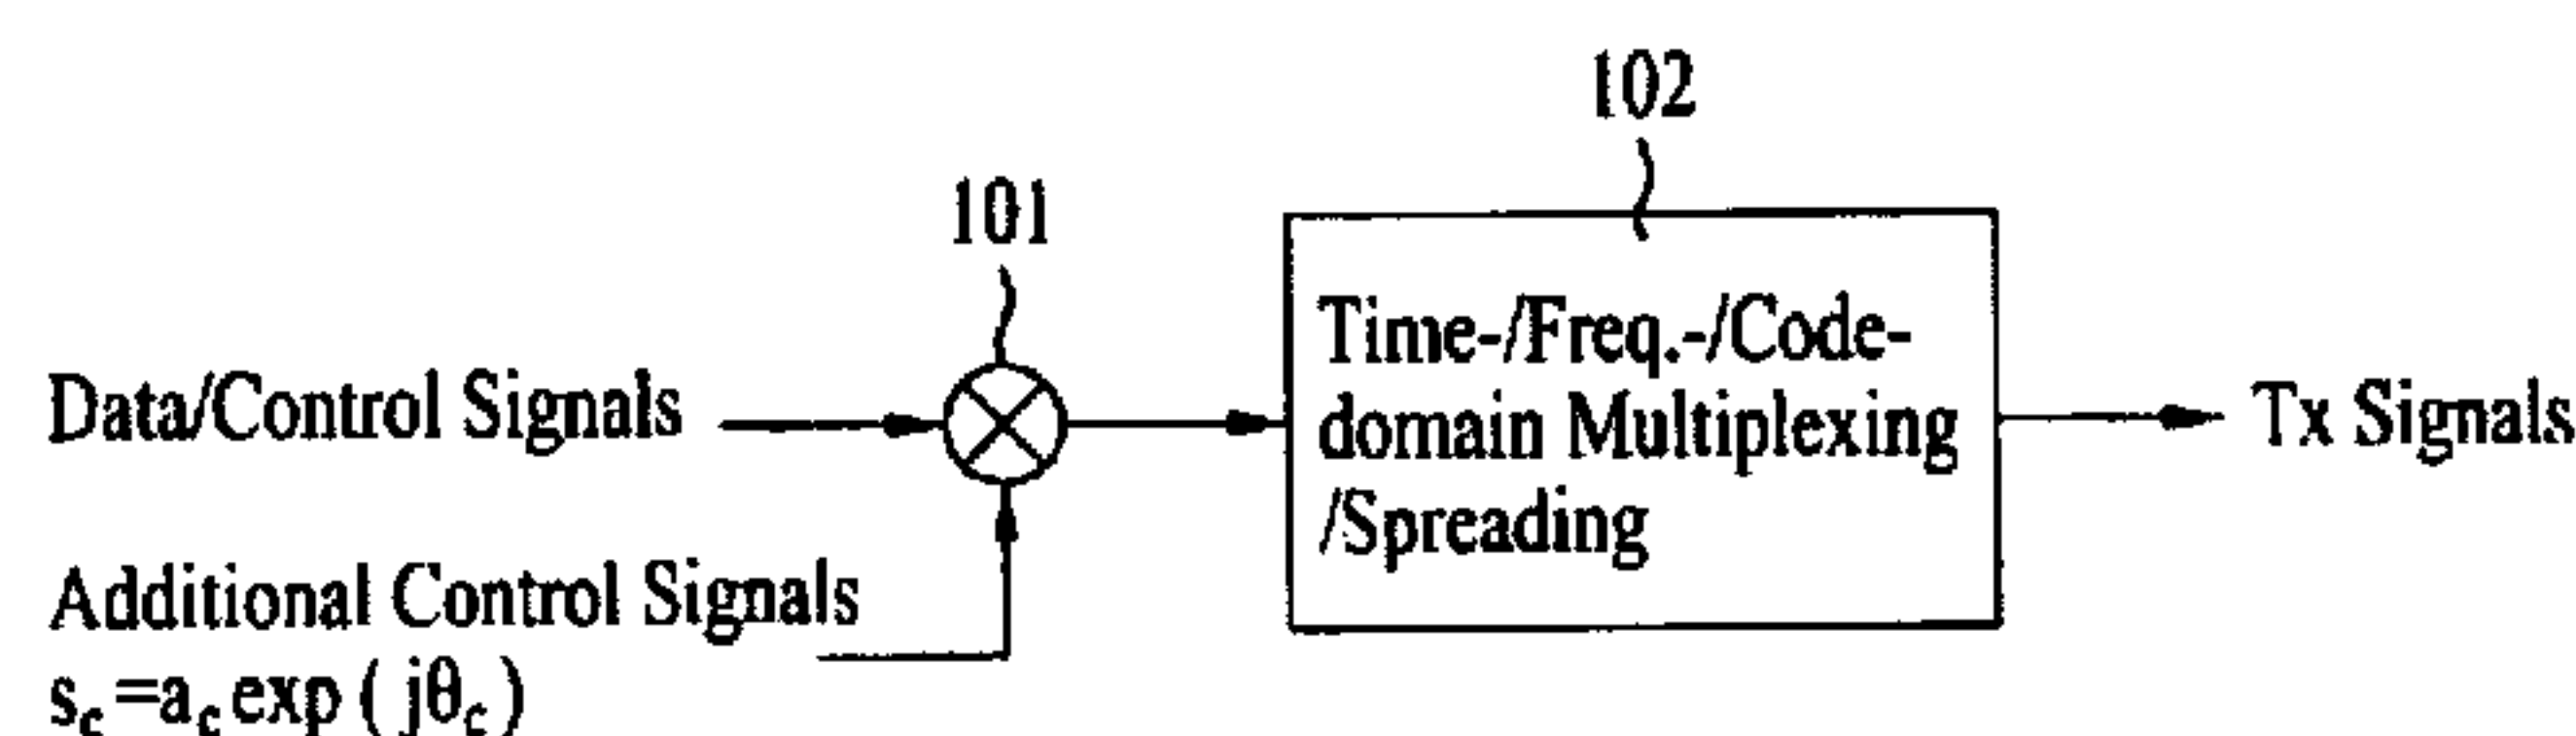 102
101
Time-/Freq.-/Code-
domain Multiplexing
/Spreading
Data/Control Signals
Tx Signals
Additional Control Signals
s_c=a_c exp ( jθ_c )